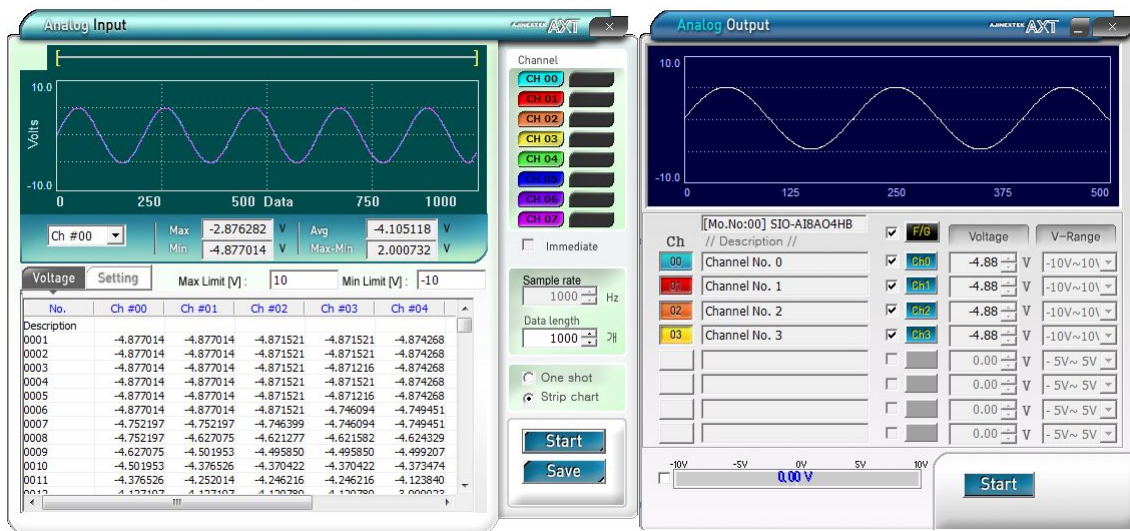 Analog Input
AJINEXTEK AXT
10.0
Volts
-10.0
0 250 500 Data 750 1000
Ch #00
Max -2.876282 V Avg -4.105118 V
Min -4.877014 V Max-Min 2.000732 V
Voltage Setting Max Limit [V] : 10 Min Limit [V] : -10
No. Ch #00 Ch #01 Ch #02 Ch #03 Ch #04
Description
0001 -4.877014 -4.877014 -4.871521 -4.871521 -4.874268
0002 -4.877014 -4.877014 -4.871521 -4.871521 -4.874268
0003 -4.877014 -4.877014 -4.871521 -4.871216 -4.874268
0004 -4.877014 -4.877014 -4.871521 -4.871521 -4.874268
0005 -4.877014 -4.877014 -4.871521 -4.871216 -4.874268
0006 -4.877014 -4.877014 -4.871521 -4.746094 -4.749451
0007 -4.752197 -4.752197 -4.746399 -4.746094 -4.749451
0008 -4.752197 -4.627075 -4.621277 -4.621582 -4.624329
0009 -4.627075 -4.501953 -4.495850 -4.495850 -4.499207
0010 -4.501953 -4.376526 -4.370422 -4.370422 -4.373474
0011 -4.376526 -4.252014 -4.246216 -4.246216 -4.123840
Channel
CH 00
CH 01
CH 02
CH 03
CH 04
CH 05
CH 06
CH 07
Immediate
Sample rate
1000 Hz
Data length
1000 개
One shot
Strip chart
Start
Save
Analog Output
AJINEXTEK AXT
10.0
-10.0
0 125 250 375 500
[Mo.No:00] SIO-AI8AO4HB
Ch // Description // F/G Voltage V-Range
00 Channel No. 0 Ch0 -4.88 V -10V~10V
01 Channel No. 1 Ch1 -4.88 V -10V~10V
02 Channel No. 2 Ch2 -4.88 V -10V~10V
03 Channel No. 3 Ch3 -4.88 V -10V~10V
0.00 V - 5V~ 5V
0.00 V - 5V~ 5V
0.00 V - 5V~ 5V
0.00 V - 5V~ 5V
-10V -5V 0V 5V 10V
0.00 V
Start